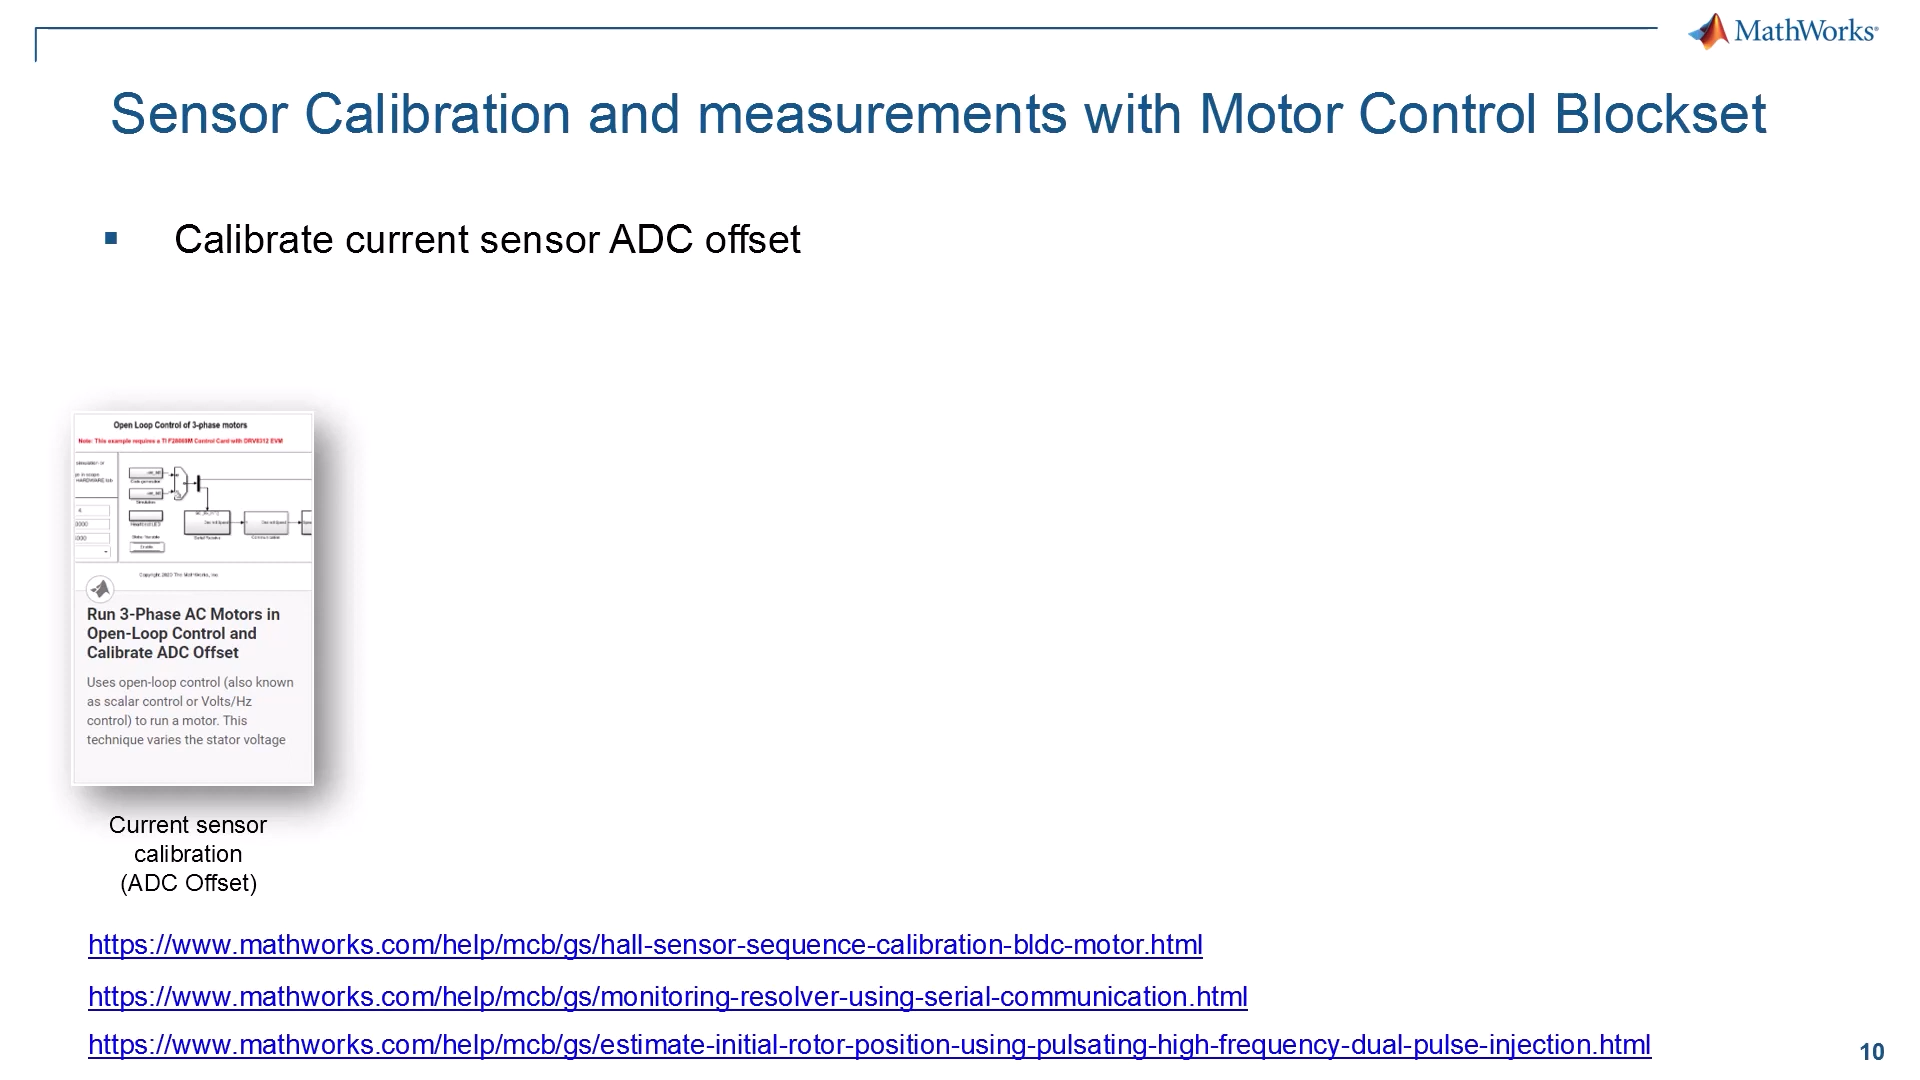 MathWorks®
Sensor Calibration and measurements with Motor Control Blockset
▪ Calibrate current sensor ADC offset
Open Loop Control of 3-phase motors
Note: This example requires a TI F28069M Control Card with DRV8312 EVM
Copyright 2023 The MathWorks, Inc.
Run 3-Phase AC Motors in
Open-Loop Control and
Calibrate ADC Offset
Uses open-loop control (also known
as scalar control or Volts/Hz
control) to run a motor. This
technique varies the stator voltage
Current sensor
calibration
(ADC Offset)
https://www.mathworks.com/help/mcb/gs/hall-sensor-sequence-calibration-bldc-motor.html
https://www.mathworks.com/help/mcb/gs/monitoring-resolver-using-serial-communication.html
https://www.mathworks.com/help/mcb/gs/estimate-initial-rotor-position-using-pulsating-high-frequency-dual-pulse-injection.html
10